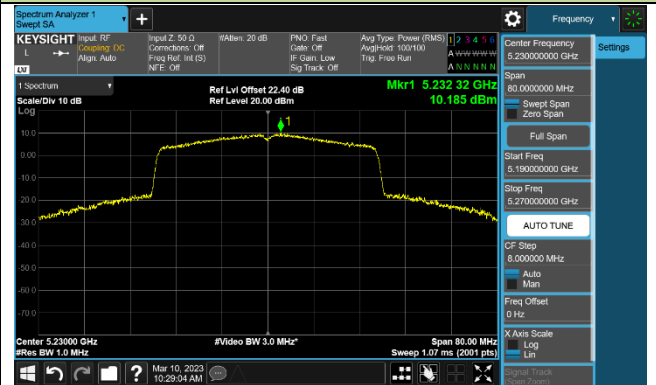 Spectrum Analyzer 1
Swept SA
Frequency
KEYSIGHT
Input: RF
Coupling: DC
Align: Auto
Input Z: 50 Ω
Corrections: Off
Freq Ref: Int (S)
NFE: Off
#Atten: 20 dB
PNO: Fast
Gate: Off
IF Gain: Low
Sig Track: Off
Avg Type: Power (RMS)
Avg|Hold: 100/100
Trig: Free Run
1 2 3 4 5 6
A W W W W W
A N N N N N
L
LXI
1 Spectrum
Scale/Div 10 dB
Log
Ref Lvl Offset 22.40 dB
Ref Level 20.00 dBm
Mkr1 5.232 32 GHz
10.185 dBm
1
10.0
0.00
-10.0
-20.0
-30.0
-40.0
-50.0
-60.0
-70.0
Center 5.23000 GHz
#Res BW 1.0 MHz
#Video BW 3.0 MHz*
Span 80.00 MHz
Sweep 1.07 ms (2001 pts)
Mar 10, 2023
10:29:04 AM
Center Frequency
5.230000000 GHz
Settings
Span
80.0000000 MHz
Swept Span
Zero Span
Full Span
Start Freq
5.190000000 GHz
Stop Freq
5.270000000 GHz
AUTO TUNE
CF Step
8.000000 MHz
Auto
Man
Freq Offset
0 Hz
X Axis Scale
Log
Lin
Signal Track
(Span Zoom)